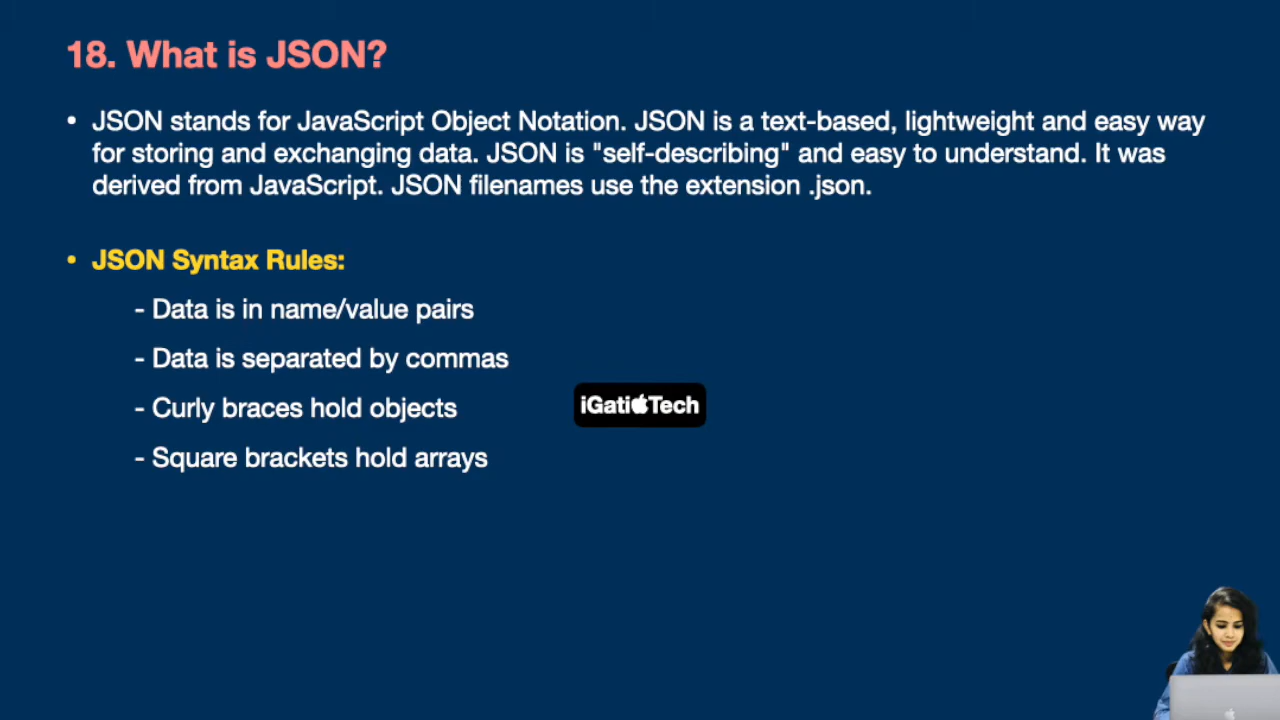 18. What is JSON?
• JSON stands for JavaScript Object Notation. JSON is a text-based, lightweight and easy way
for storing and exchanging data. JSON is "self-describing" and easy to understand. It was
derived from JavaScript. JSON filenames use the extension .json.
• JSON Syntax Rules:
- Data is in name/value pairs
- Data is separated by commas
- Curly braces hold objects
iGati Tech
- Square brackets hold arrays